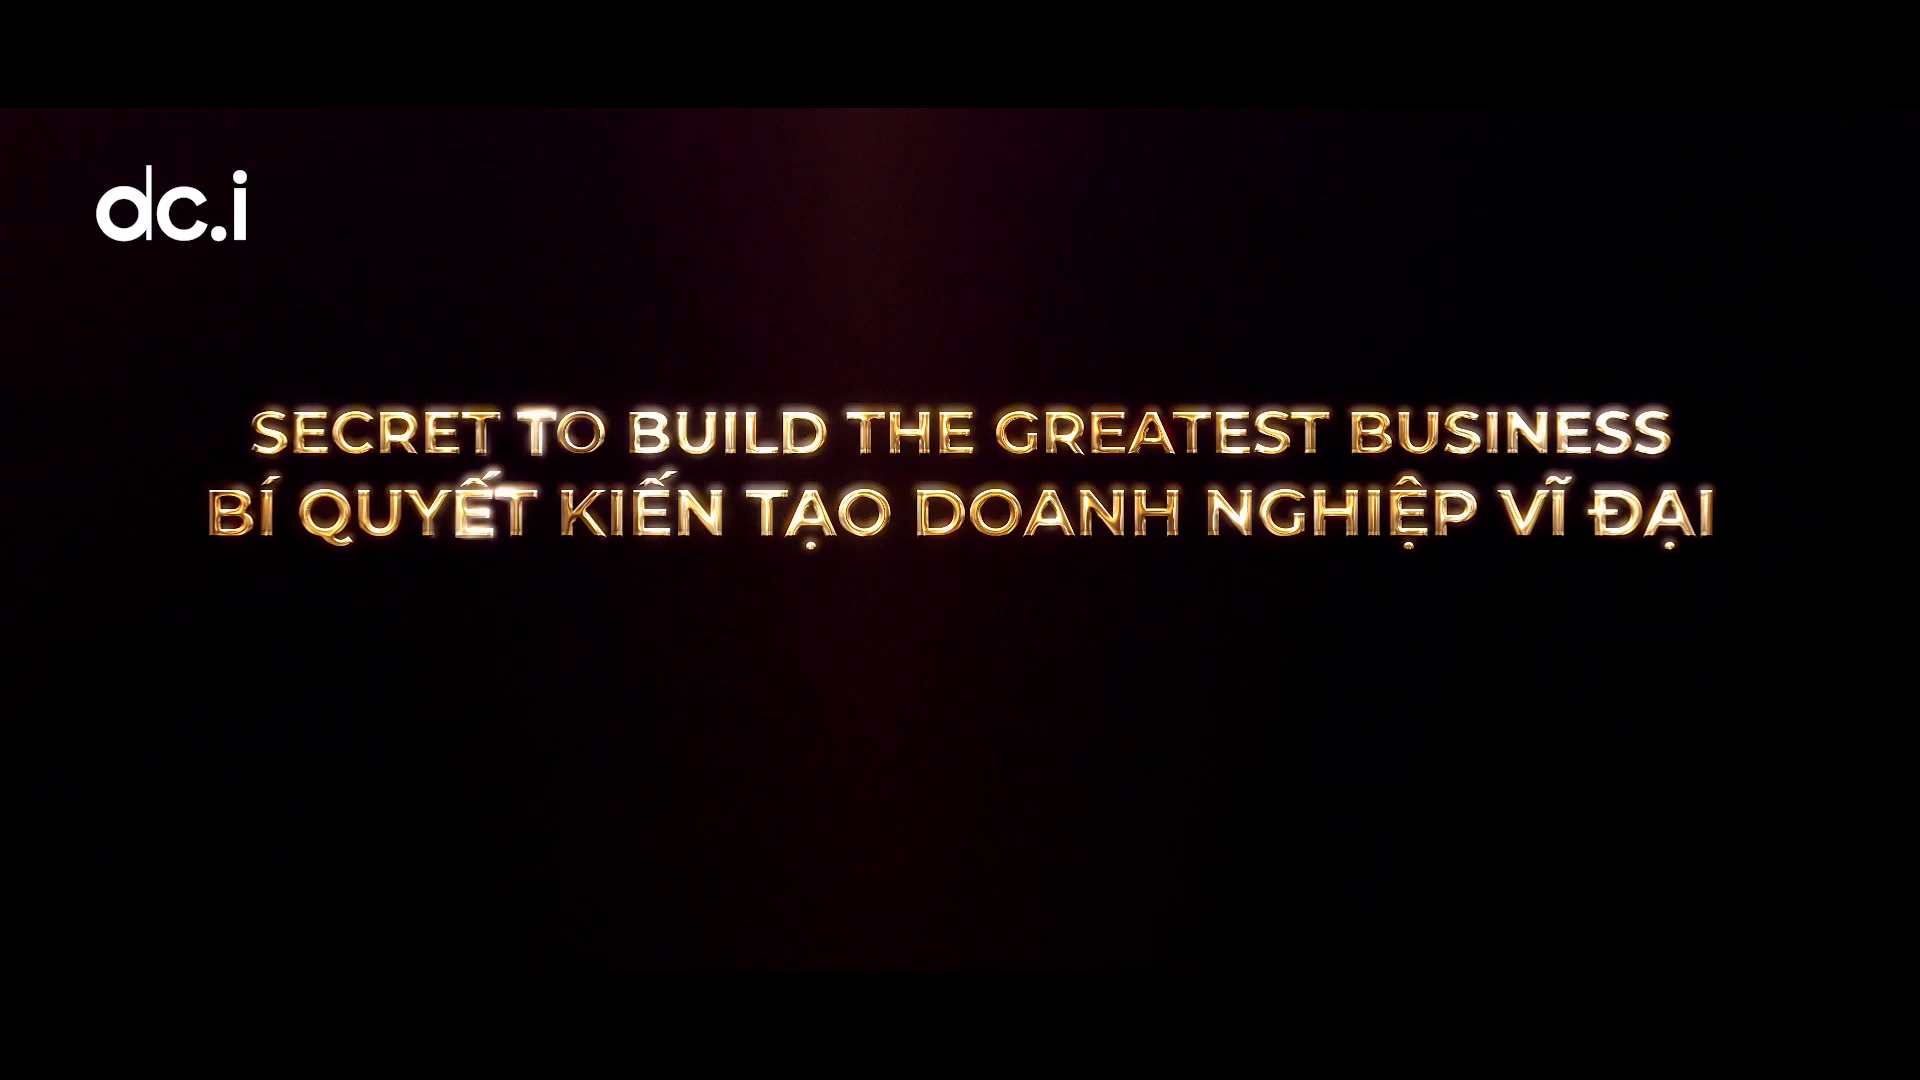 dc.i
SECRET TO BUILD THE GREATEST BUSINESS
BÍ QUYẾT KIẾN TẠO DOANH NGHIỆP VĨ ĐẠI